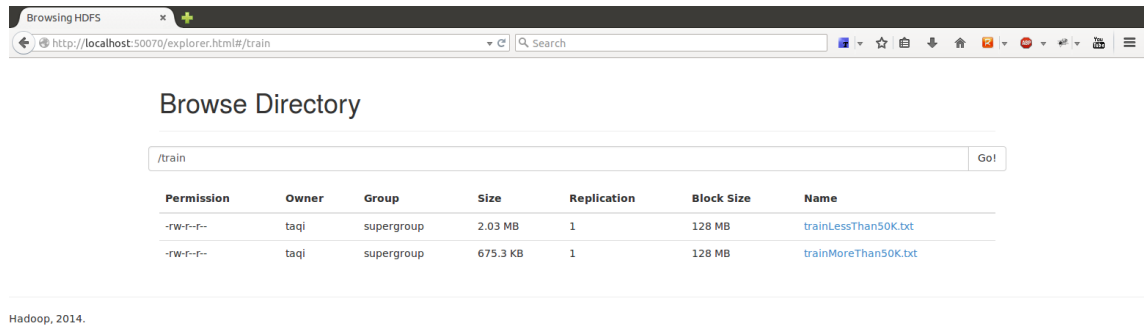 Browsing HDFS
http://localhost:50070/explorer.html#/train Search
Browse Directory
/train Go!
Permission Owner Group Size Replication Block Size Name
-rw-r--r-- taqi supergroup 2.03 MB 1 128 MB trainLessThan50K.txt
-rw-r--r-- taqi supergroup 675.3 KB 1 128 MB trainMoreThan50K.txt
Hadoop, 2014.